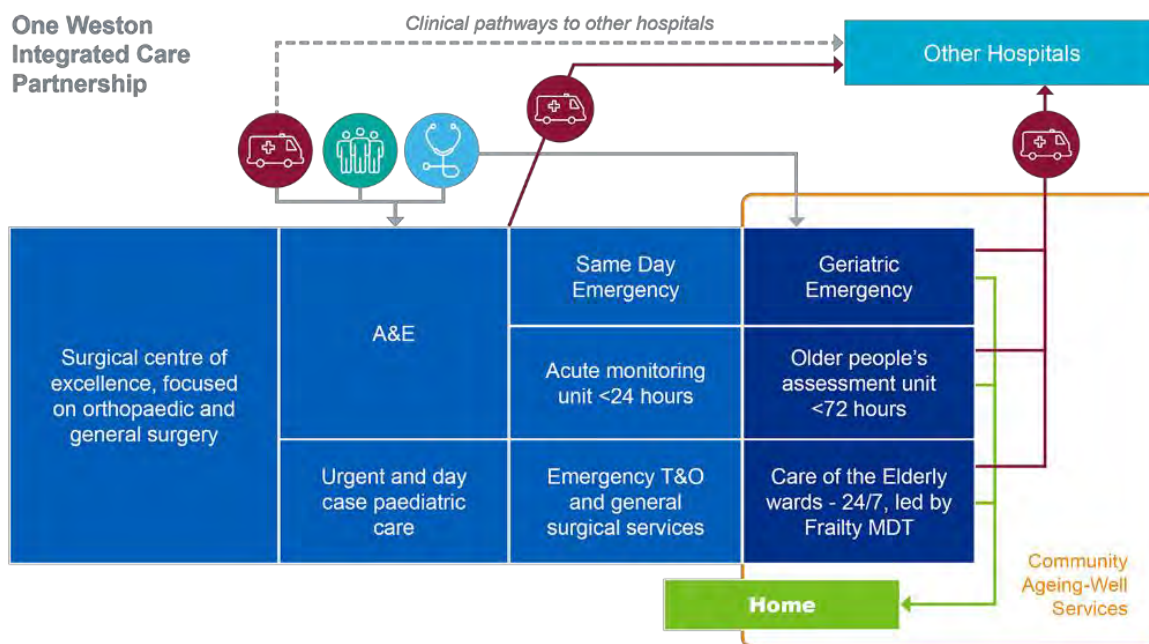 One Weston
Integrated Care
Partnership
Clinical pathways to other hospitals
Other Hospitals
Surgical centre of
excellence, focused
on orthopaedic and
general surgery
A&E
Urgent and day
case paediatric
care
Same Day
Emergency
Acute monitoring
unit <24 hours
Emergency T&O
and general
surgical services
Geriatric
Emergency
Older people's
assessment unit
<72 hours
Care of the Elderly
wards - 24/7, led by
Frailty MDT
Home
Community
Ageing-Well
Services